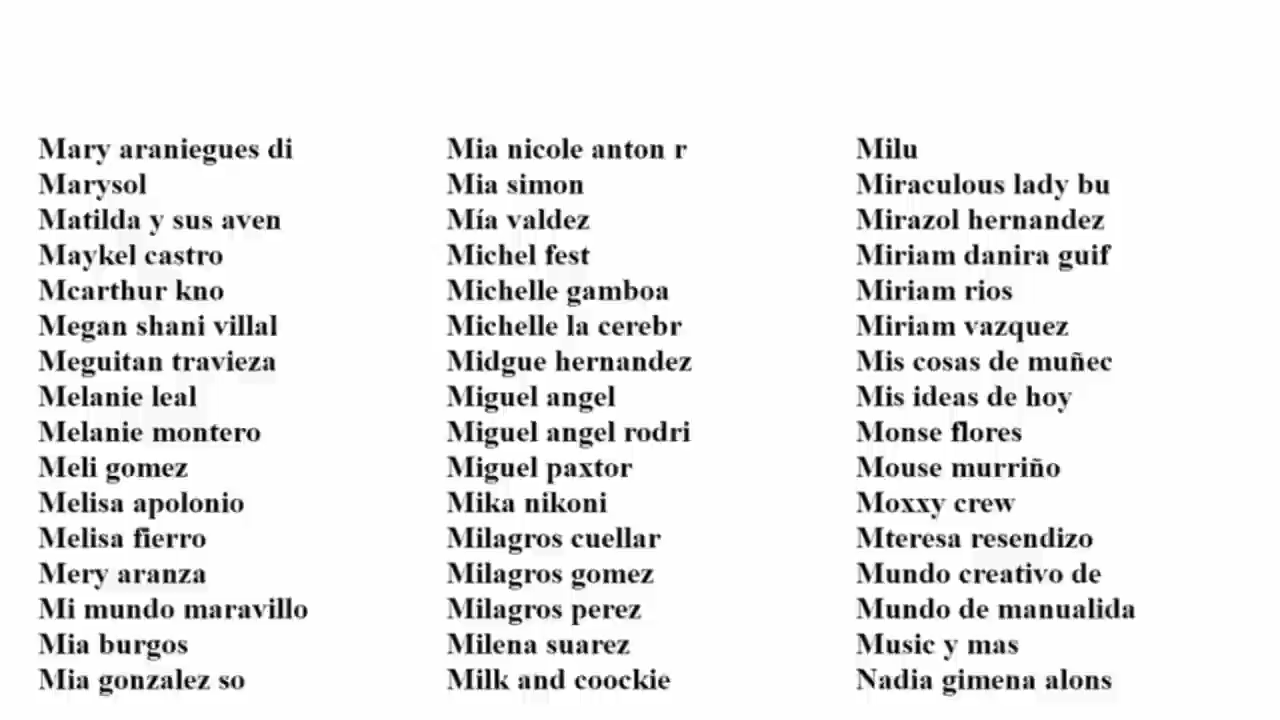 Mary araniegues di
Marysol
Matilda y sus aven
Maykel castro
Mcarthur kno
Megan shani villal
Meguitan travieza
Melanie leal
Melanie montero
Meli gomez
Melisa apolonio
Melisa fierro
Mery aranza
Mi mundo maravillo
Mia burgos
Mia gonzalez so
Mia nicole anton r
Mia simon
Mía valdez
Michel fest
Michelle gamboa
Michelle la cerebr
Midgue hernandez
Miguel angel
Miguel angel rodri
Miguel paxtor
Mika nikoni
Milagros cuellar
Milagros gomez
Milagros perez
Milena suarez
Milk and coockie
Milu
Miraculous lady bu
Mirazol hernandez
Miriam danira guif
Miriam rios
Miriam vazquez
Mis cosas de muñec
Mis ideas de hoy
Monse flores
Mouse murriño
Moxxy crew
Mteresa resendizo
Mundo creativo de
Mundo de manualida
Music y mas
Nadia gimena alons